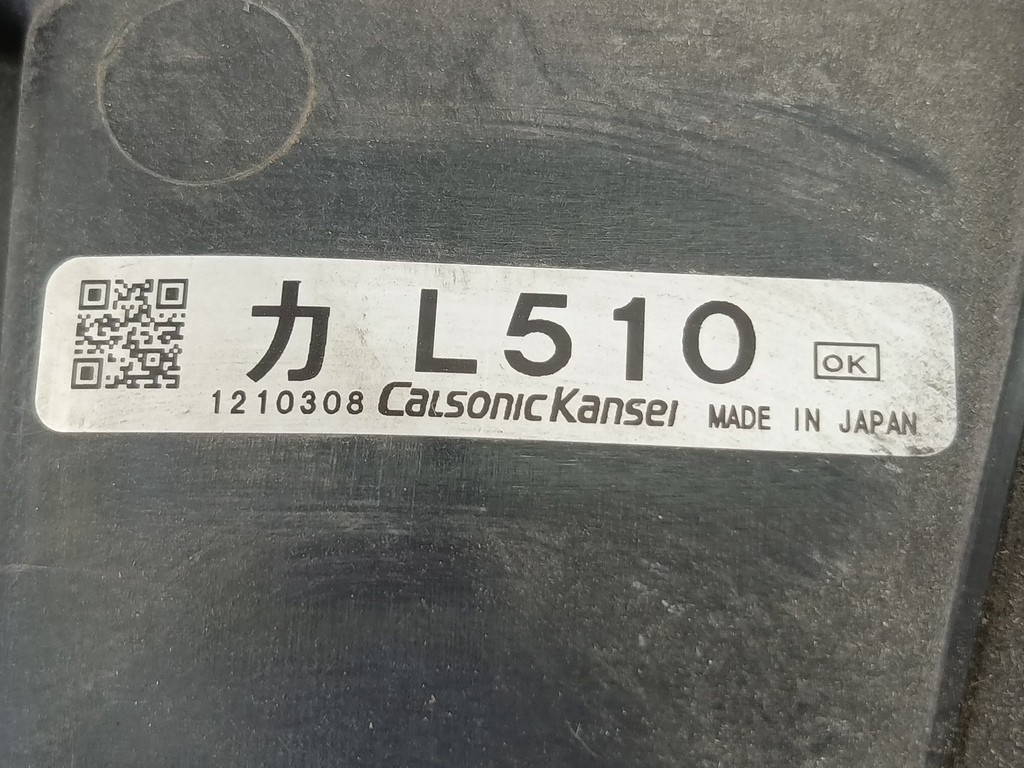 カ L510
OK
1210308 CalsonicKansei MADE IN JAPAN